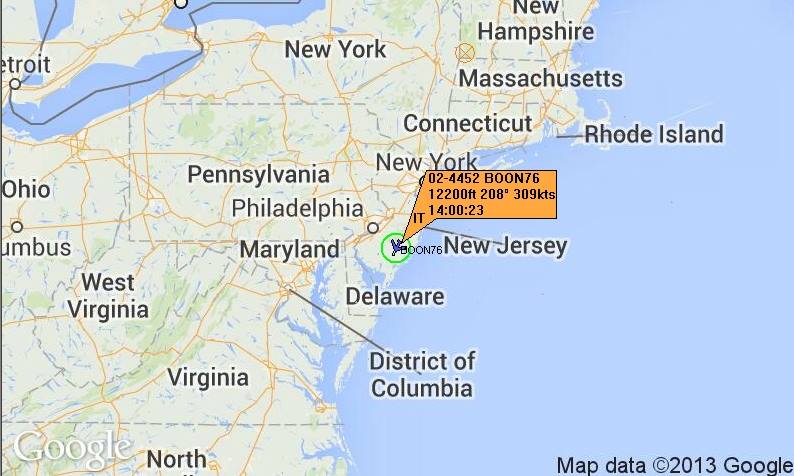 New
Hampshire
New York
etroit
Massachusetts
Connecticut
Rhode Island
New York
Pennsylvania
02-4452 BOON76
12200ft 208° 309kts
14:00:23
Ohio
Philadelphia
IT
umbus
Maryland
BOON76
New Jersey
West
Virginia
Delaware
District of
Columbia
Virginia
Google
North
Map data ©2013 Google